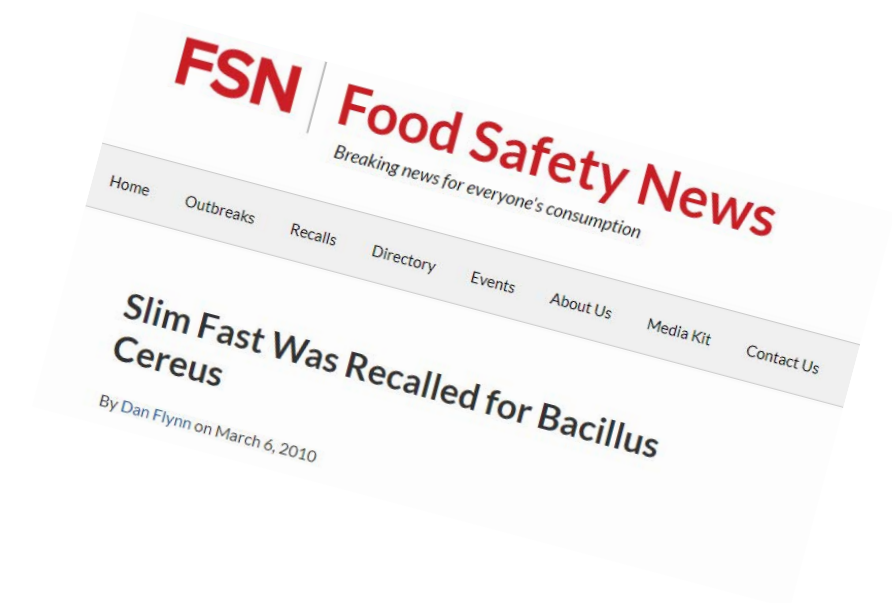 FSN | Food Safety News
Breaking news for everyone's consumption
Home Outbreaks Recalls Directory Events About Us Media Kit Contact Us
Slim Fast Was Recalled for Bacillus
Cereus
By Dan Flynn on March 6, 2010